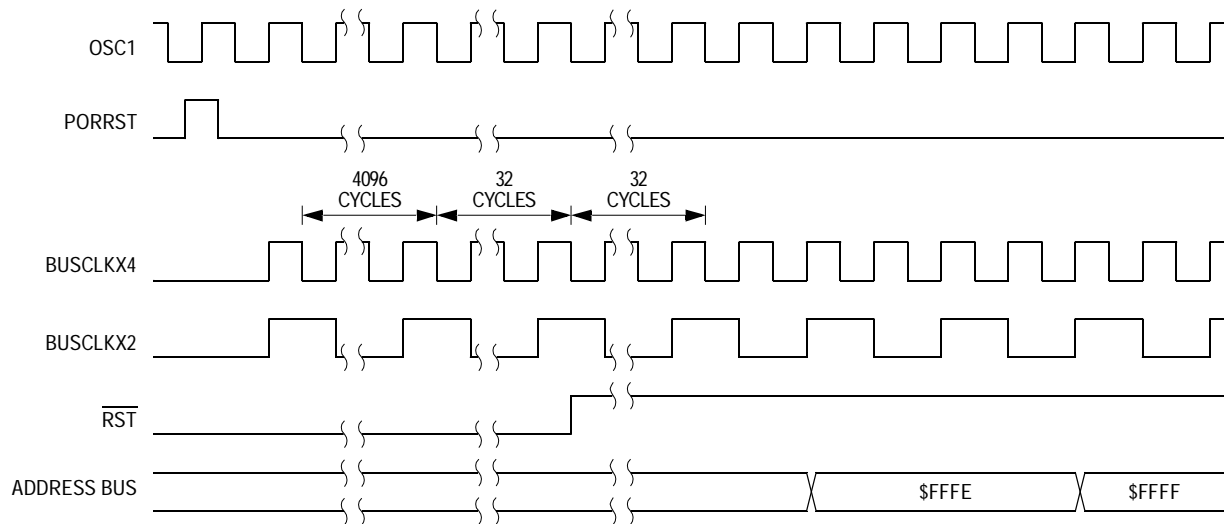 OSC1
PORRST
4096
CYCLES
32
CYCLES
32
CYCLES
BUSCLKX4
BUSCLKX2
RST
ADDRESS BUS
$FFFE
$FFFF